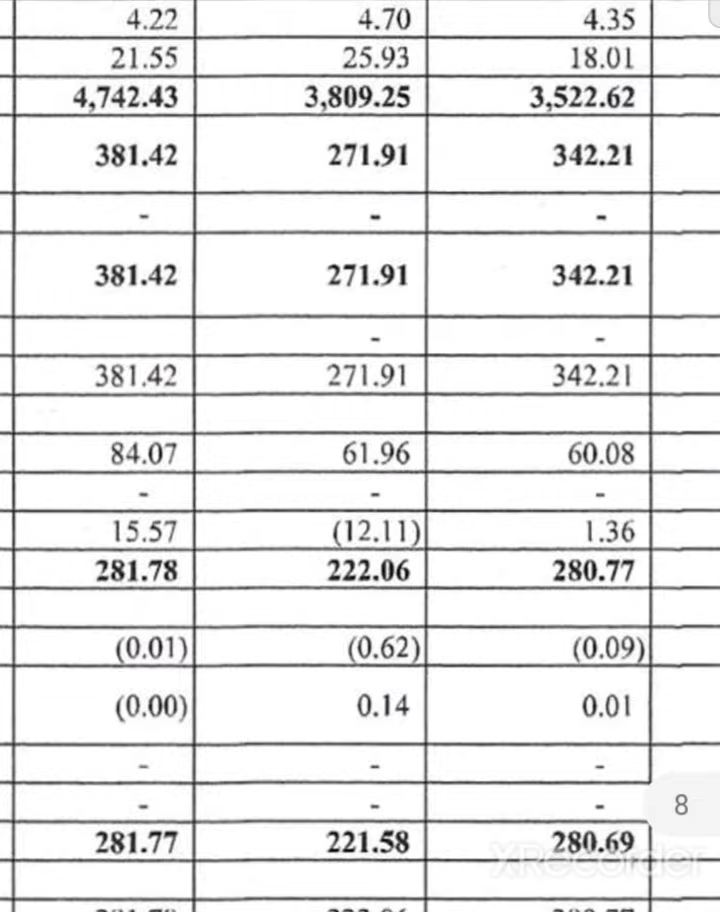 4.22 4.70 4.35
21.55 25.93 18.01
4,742.43 3,809.25 3,522.62
381.42 271.91 342.21
- - -
381.42 271.91 342.21
- -
381.42 271.91 342.21
84.07 61.96 60.08
- - -
15.57 (12.11) 1.36
281.78 222.06 280.77
(0.01) (0.62) (0.09)
(0.00) 0.14 0.01
- - -
- - -
8
281.77 221.58 280.69
XRecorder